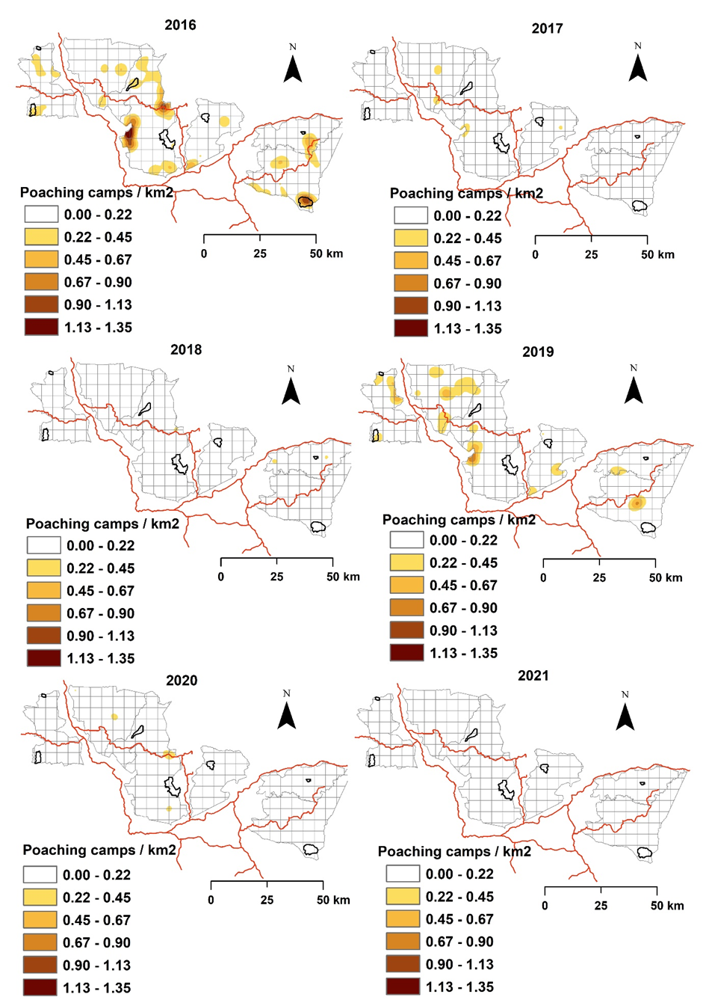 2016
N
Poaching camps / km2
0.00 - 0.22
0.22 - 0.45
0.45 - 0.67
0.67 - 0.90
0.90 - 1.13
1.13 - 1.35
0 25 50 km
2017
N
Poaching camps / km2
0.00 - 0.22
0.22 - 0.45
0.45 - 0.67
0.67 - 0.90
0.90 - 1.13
1.13 - 1.35
0 25 50 km
2018
N
Poaching camps / km2
0.00 - 0.22
0.22 - 0.45
0.45 - 0.67
0.67 - 0.90
0.90 - 1.13
1.13 - 1.35
0 25 50 km
2019
N
Poaching camps / km2
0.00 - 0.22
0.22 - 0.45
0.45 - 0.67
0.67 - 0.90
0.90 - 1.13
1.13 - 1.35
0 25 50 km
2020
N
Poaching camps / km2
0.00 - 0.22
0.22 - 0.45
0.45 - 0.67
0.67 - 0.90
0.90 - 1.13
1.13 - 1.35
0 25 50 km
2021
N
Poaching camps / km2
0.00 - 0.22
0.22 - 0.45
0.45 - 0.67
0.67 - 0.90
0.90 - 1.13
1.13 - 1.35
0 25 50 km